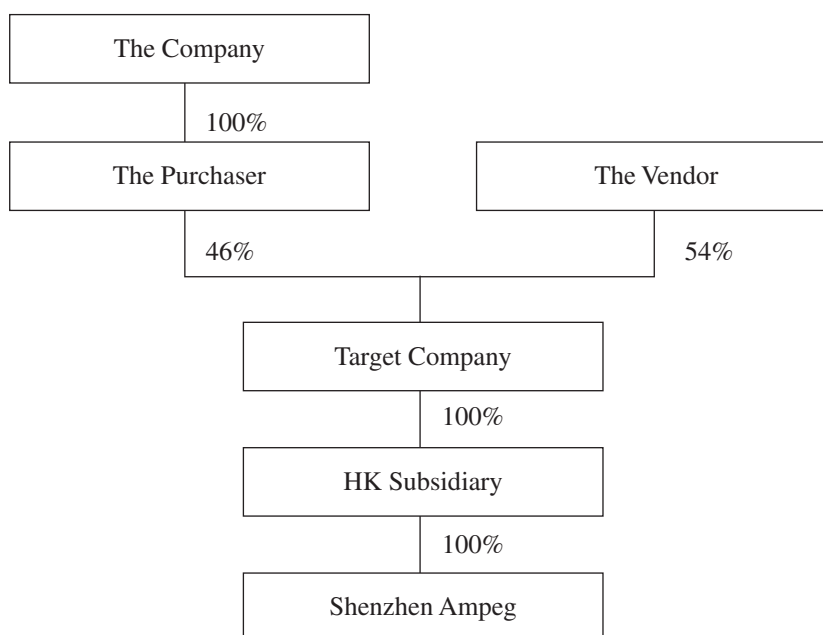 The Company
100%
The Purchaser
The Vendor
46%
54%
Target Company
100%
HK Subsidiary
100%
Shenzhen Ampeg